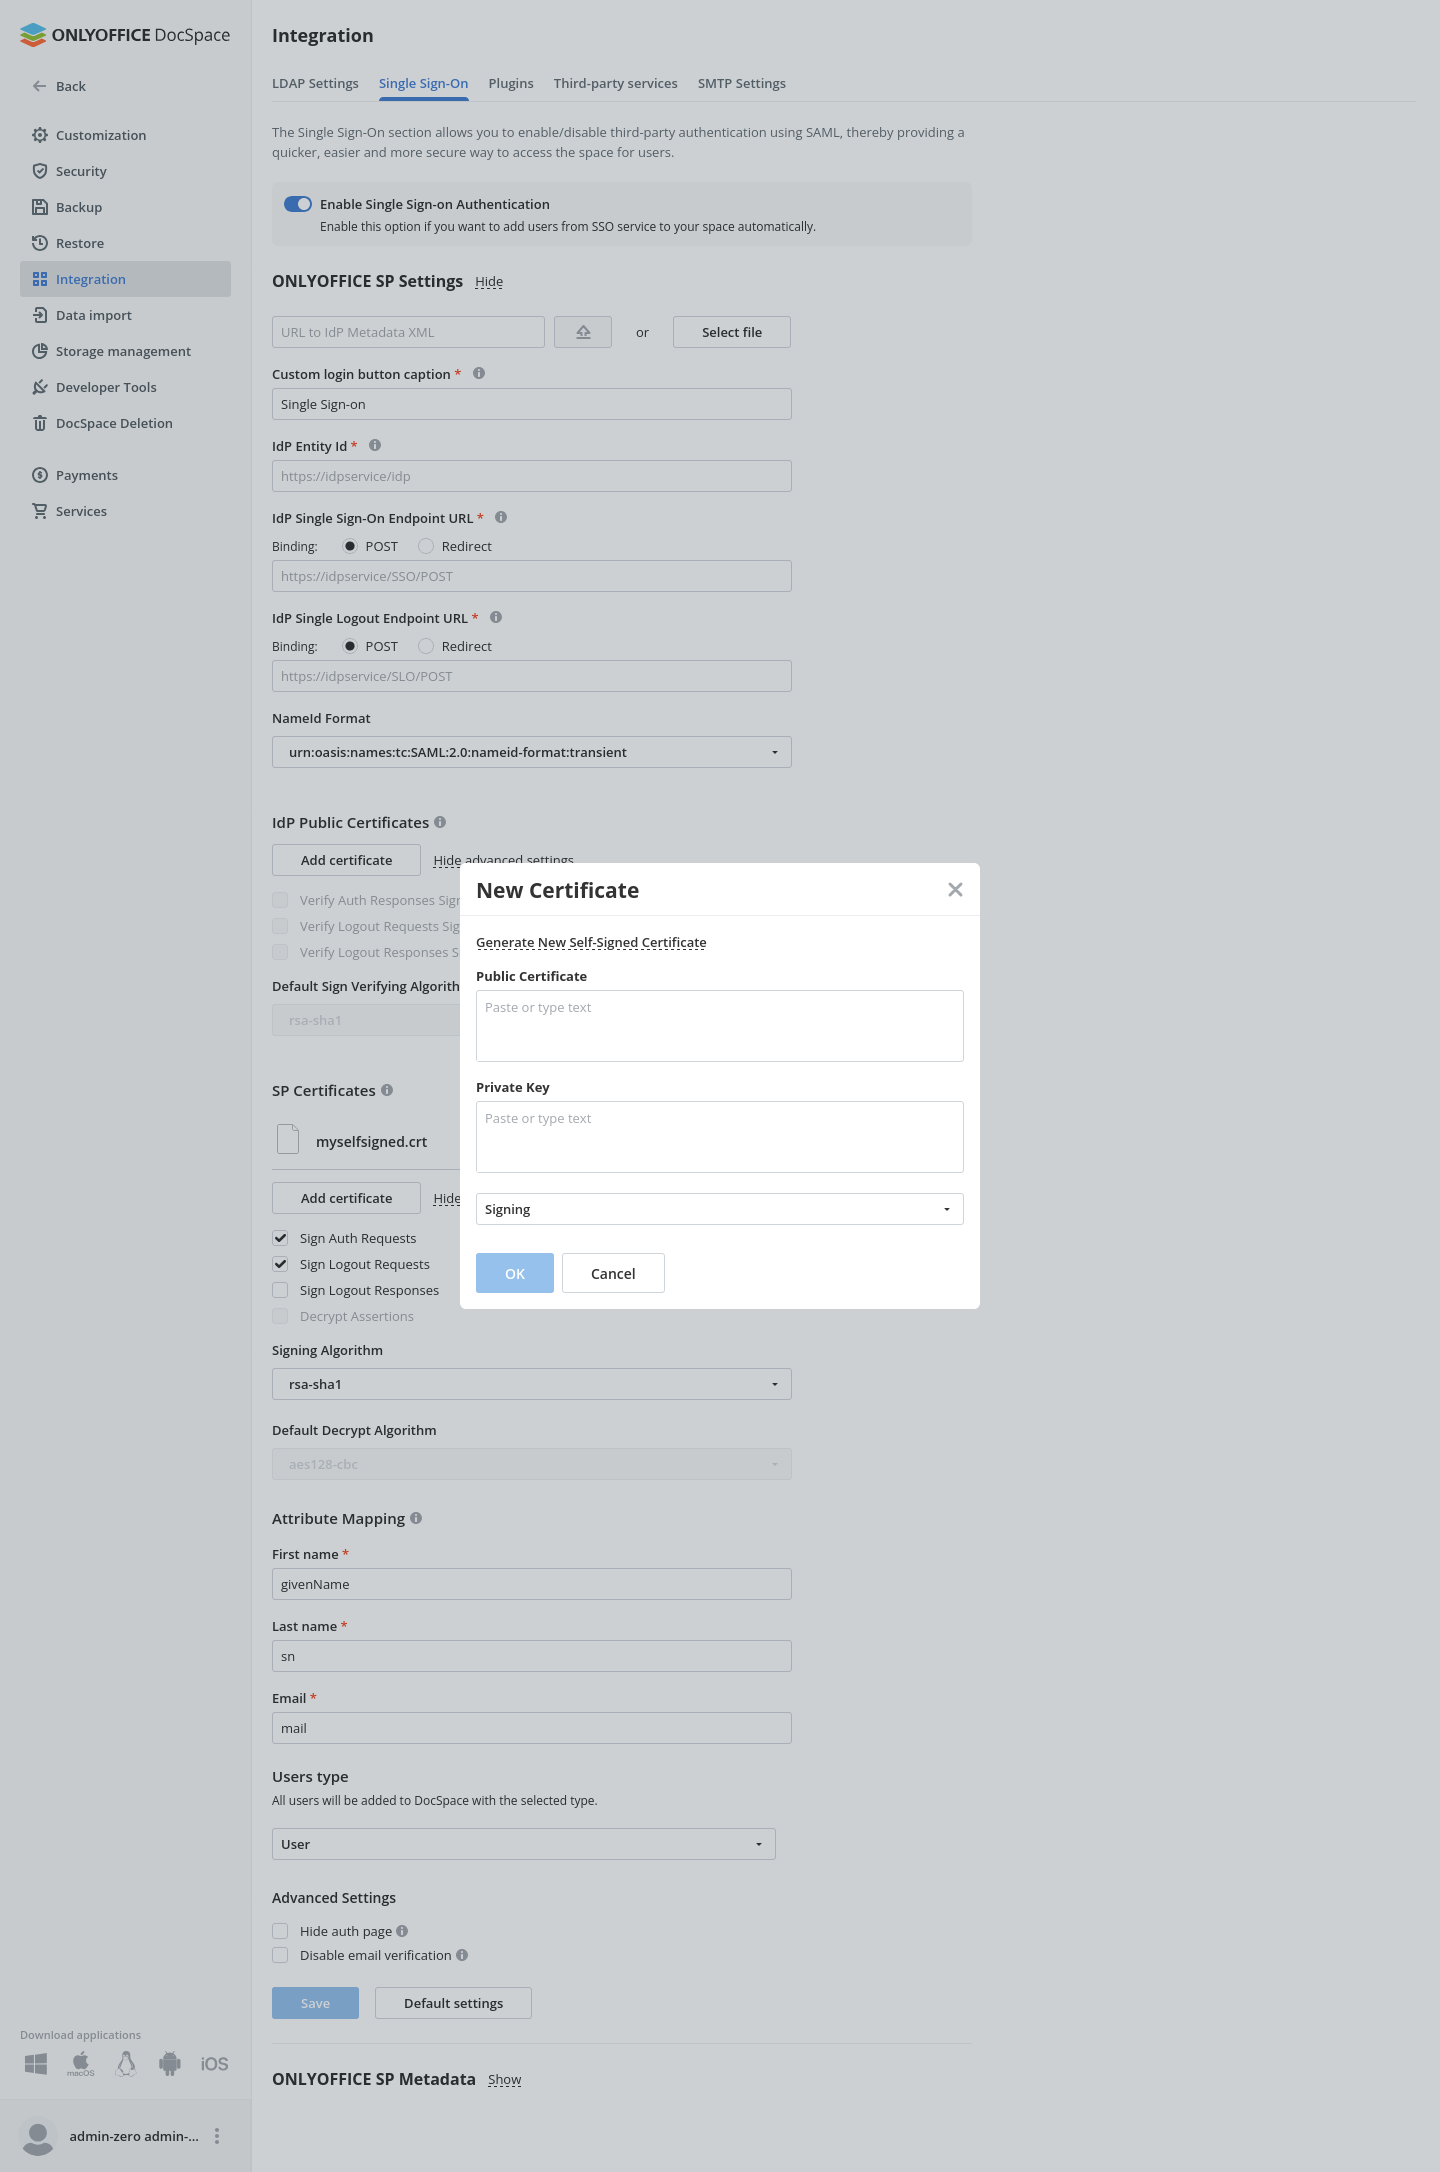 ONLYOFFICE DocSpace
Back
Customization
Security
Backup
Restore
Integration
Data import
Storage management
Developer Tools
DocSpace Deletion
Payments
Services
Download applications
macOS
iOS
admin-zero admin-...
Integration
LDAP Settings Single Sign-On Plugins Third-party services SMTP Settings
The Single Sign-On section allows you to enable/disable third-party authentication using SAML, thereby providing a
quicker, easier and more secure way to access the space for users.
Enable Single Sign-on Authentication
Enable this option if you want to add users from SSO service to your space automatically.
ONLYOFFICE SP Settings Hide
URL to IdP Metadata XML or Select file
Custom login button caption *
Single Sign-on
IdP Entity Id *
https://idpservice/idp
IdP Single Sign-On Endpoint URL *
Binding: POST Redirect
https://idpservice/SSO/POST
IdP Single Logout Endpoint URL *
Binding: POST Redirect
https://idpservice/SLO/POST
NameId Format
urn:oasis:names:tc:SAML:2.0:nameid-format:transient
IdP Public Certificates
Add certificate Hide advanced settings
Verify Auth Responses Sign
Verify Logout Requests Sig
Verify Logout Responses S
Default Sign Verifying Algorith
rsa-sha1
SP Certificates
myselfsigned.crt
Add certificate Hide
Sign Auth Requests
Sign Logout Requests
Sign Logout Responses
Decrypt Assertions
Signing Algorithm
rsa-sha1
Default Decrypt Algorithm
aes128-cbc
Attribute Mapping
First name *
givenName
Last name *
sn
Email *
mail
Users type
All users will be added to DocSpace with the selected type.
User
Advanced Settings
Hide auth page
Disable email verification
Save Default settings
ONLYOFFICE SP Metadata Show
New Certificate
Generate New Self-Signed Certificate
Public Certificate
Paste or type text
Private Key
Paste or type text
Signing
OK Cancel